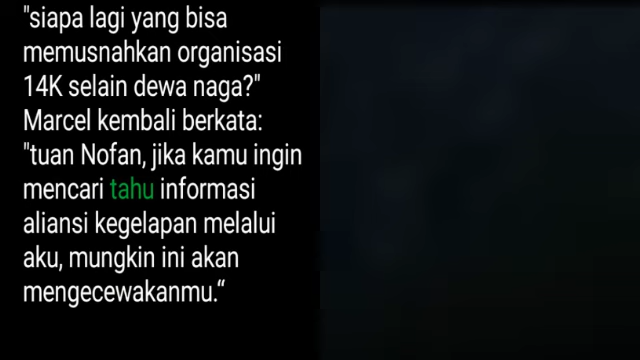 "siapa lagi yang bisa
memusnahkan organisasi
14K selain dewa naga?"
Marcel kembali berkata:
"tuan Nofan, jika kamu ingin
mencari tahu informasi
aliansi kegelapan melalui
aku, mungkin ini akan
mengecewakanmu.“